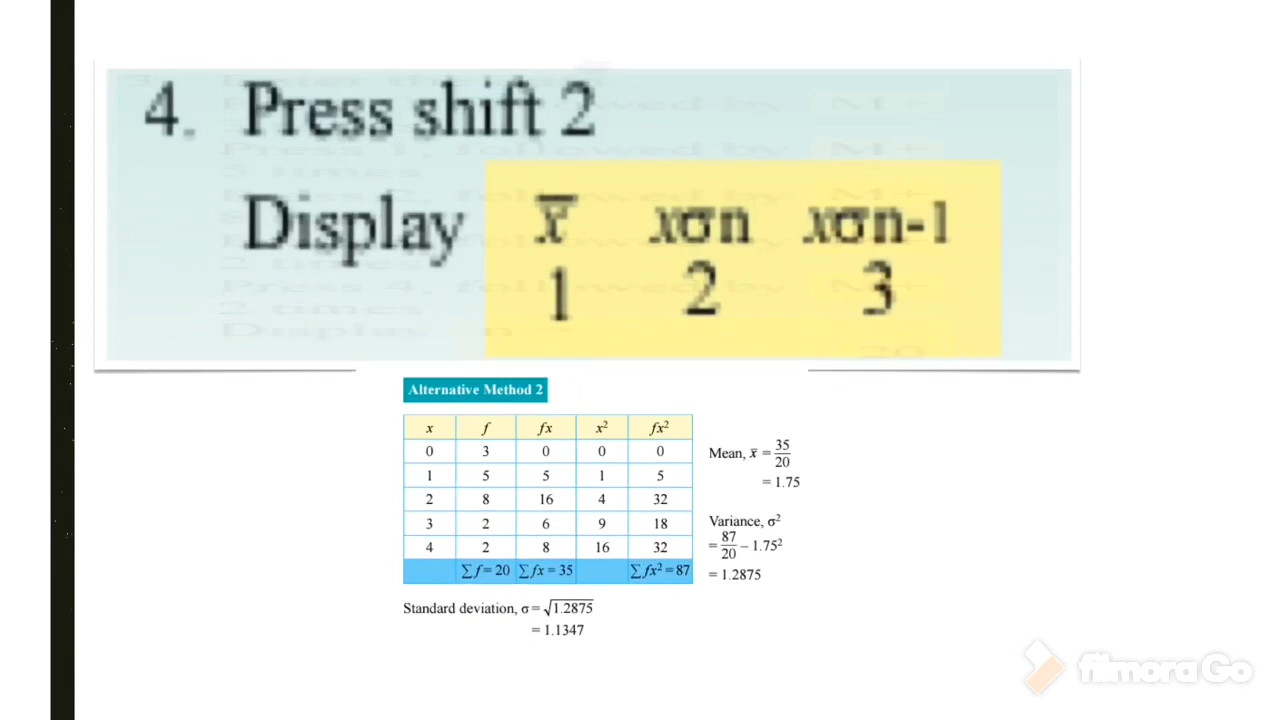 4. Press shift 2
Display x̄ xσn xσn-1
1 2 3
Alternative Method 2
x f fx x² fx²
0 3 0 0 0
1 5 5 1 5
2 8 16 4 32
3 2 6 9 18
4 2 8 16 32
∑f = 20 ∑fx = 35 ∑fx² = 87
Mean, x̄ = 35/20
= 1.75
Variance, σ²
= 87/20 – 1.75²
= 1.2875
Standard deviation, σ = √1.2875
= 1.1347
filmora Go